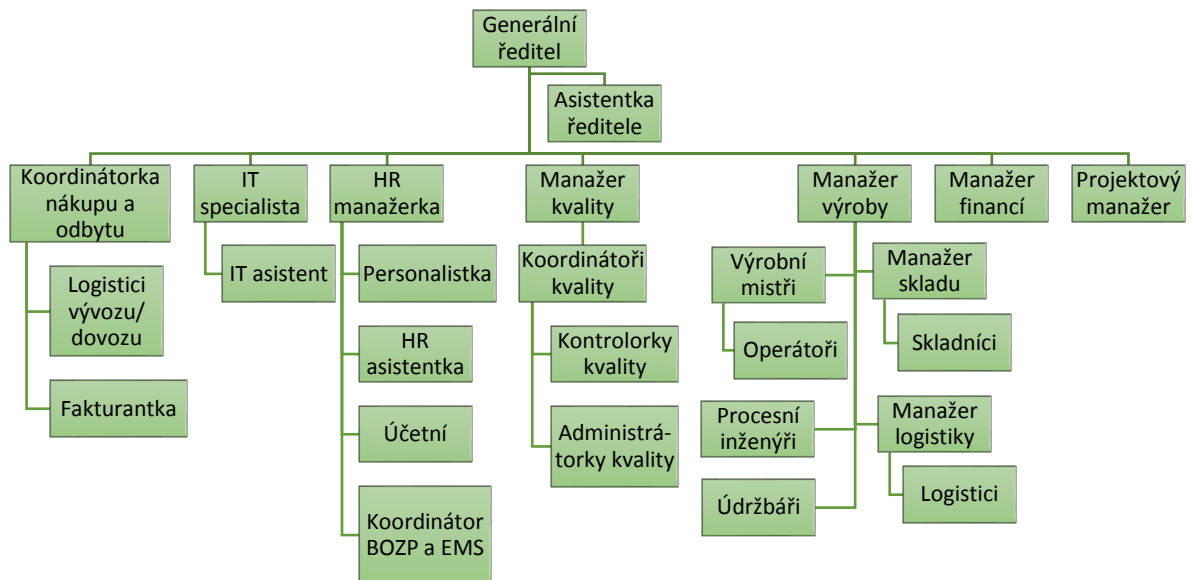 Generální
ředitel
Asistentka
ředitele
Koordinátorka
nákupu a
odbytu
Logistici
vývozu/
dovozu
Fakturantka
IT
specialista
IT asistent
HR
manažerka
Personalistka
HR
asistentka
Účetní
Koordinátor
BOZP a EMS
Manažer
kvality
Koordinátoři
kvality
Kontrolorky
kvality
Administrá-
torky kvality
Manažer
výroby
Výrobní
mistři
Operátoři
Procesní
inženýři
Údržbáři
Manažer
skladu
Skladníci
Manažer
logistiky
Logistici
Manažer
financí
Projektový
manažer